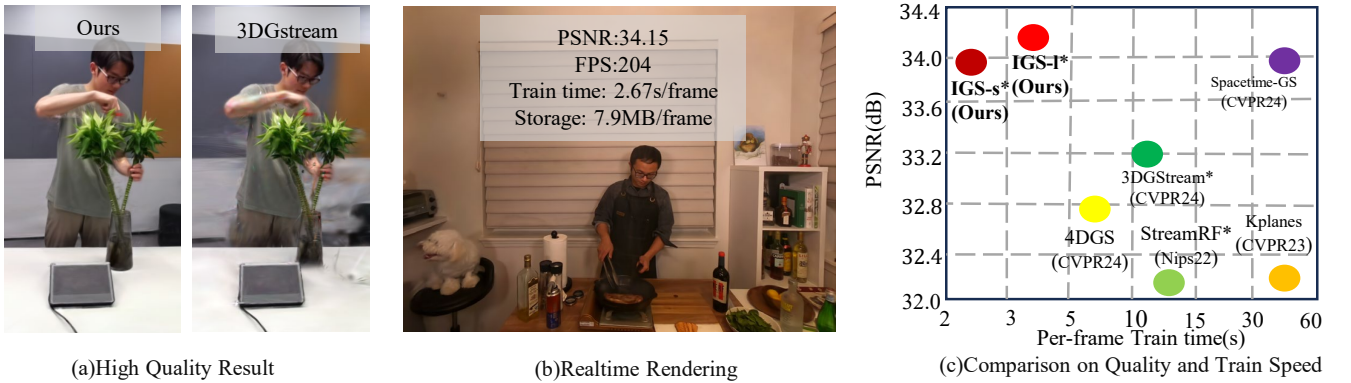 Ours
3DGstream
(a)High Quality Result
PSNR:34.15
FPS:204
Train time: 2.67s/frame
Storage: 7.9MB/frame
(b)Realtime Rendering
PSNR(dB)
34.4
34.0
33.6
33.2
32.8
32.4
32.0
IGS-s*
(Ours)
IGS-l*
(Ours)
Spacetime-GS
(CVPR24)
3DGStream*
(CVPR24)
4DGS
(CVPR24)
StreamRF*
(Nips22)
Kplanes
(CVPR23)
2 3 5 10 15 30 60
Per-frame Train time(s)
(c)Comparison on Quality and Train Speed